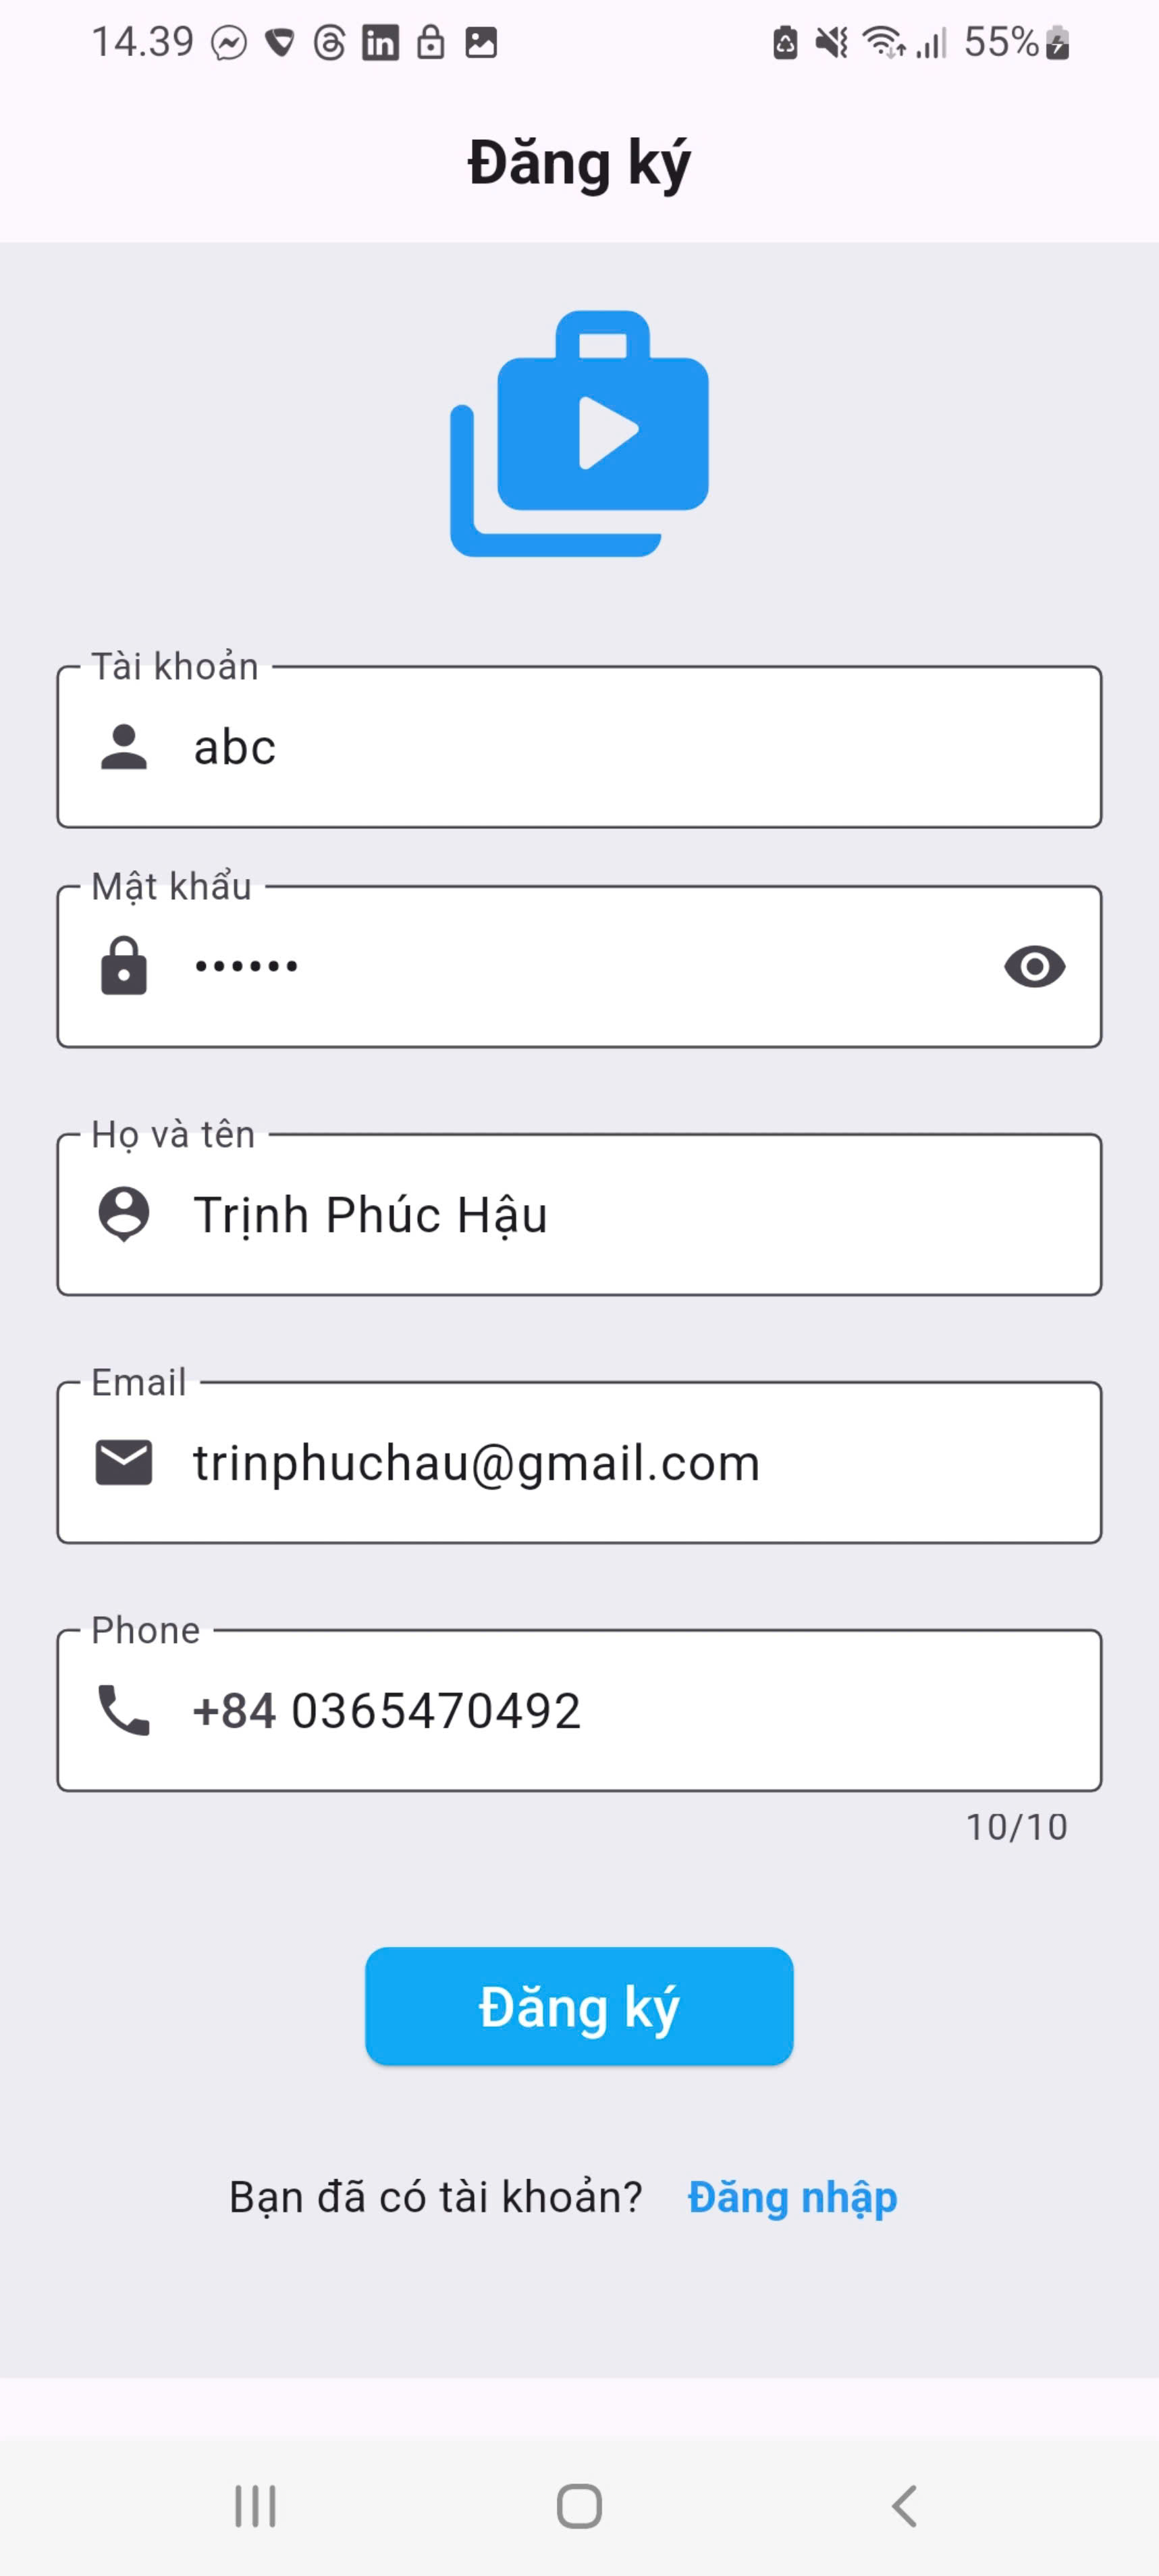 14.39 55%
Đăng ký
Tài khoản
abc
Mật khẩu
••••••
Họ và tên
Trịnh Phúc Hậu
Email
trinphuchau@gmail.com
Phone
+84 0365470492
10/10
Đăng ký
Bạn đã có tài khoản? Đăng nhập